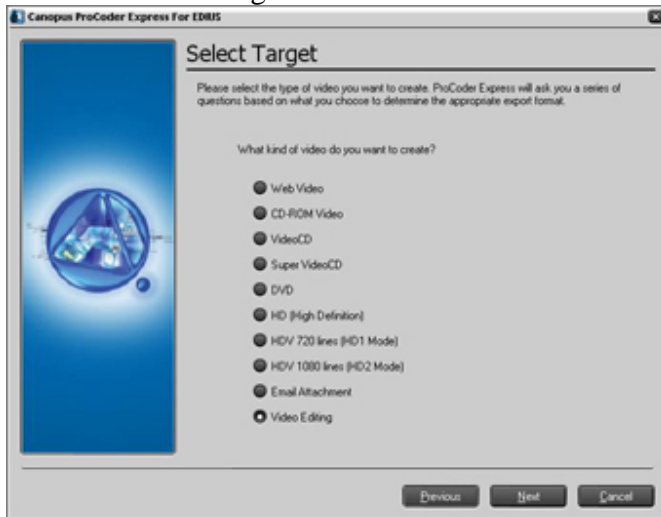 Canopus ProCoder Express For EDIUS
Select Target
Please select the type of video you want to create. ProCoder Express will ask you a series of
questions based on what you choose to determine the appropriate export format.
What kind of video do you want to create?
Web Video
CD-ROM Video
VideoCD
Super VideoCD
DVD
HD (High Definition)
HDV 720 lines (HD1 Mode)
HDV 1080 lines (HD2 Mode)
Email Attachment
Video Editing
Previous Next Cancel